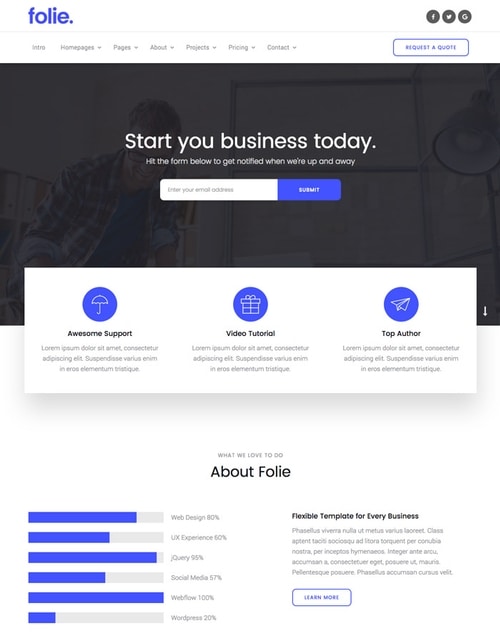 folie.
Intro Homepages Pages About Projects Pricing Contact
REQUEST A QUOTE
Start you business today.
Hit the form below to get notified when we're up and away
Enter your email address
SUBMIT
Awesome Support
Lorem ipsum dolor sit amet, consectetur
adipiscing elit. Suspendisse varius enim
in eros elementum tristique.
Video Tutorial
Lorem ipsum dolor sit amet, consectetur
adipiscing elit. Suspendisse varius enim
in eros elementum tristique.
Top Author
Lorem ipsum dolor sit amet, consectetur
adipiscing elit. Suspendisse varius enim
in eros elementum tristique.
WHAT WE LOVE TO DO
About Folie
Web Design 80%
UX Experience 60%
jQuery 95%
Social Media 57%
Webflow 100%
Wordpress 20%
Flexible Template for Every Business
Phasellus viverra nulla ut metus varius laoreet. Class
aptent taciti sociosqu ad litora torquent per conubia
nostra, per inceptos hymenaeos. Integer ante arcu,
accumsan a, consectetuer eget, posuere ut, mauris.
Pellentesque posuere. Phasellus accumsan cursus velit.
LEARN MORE